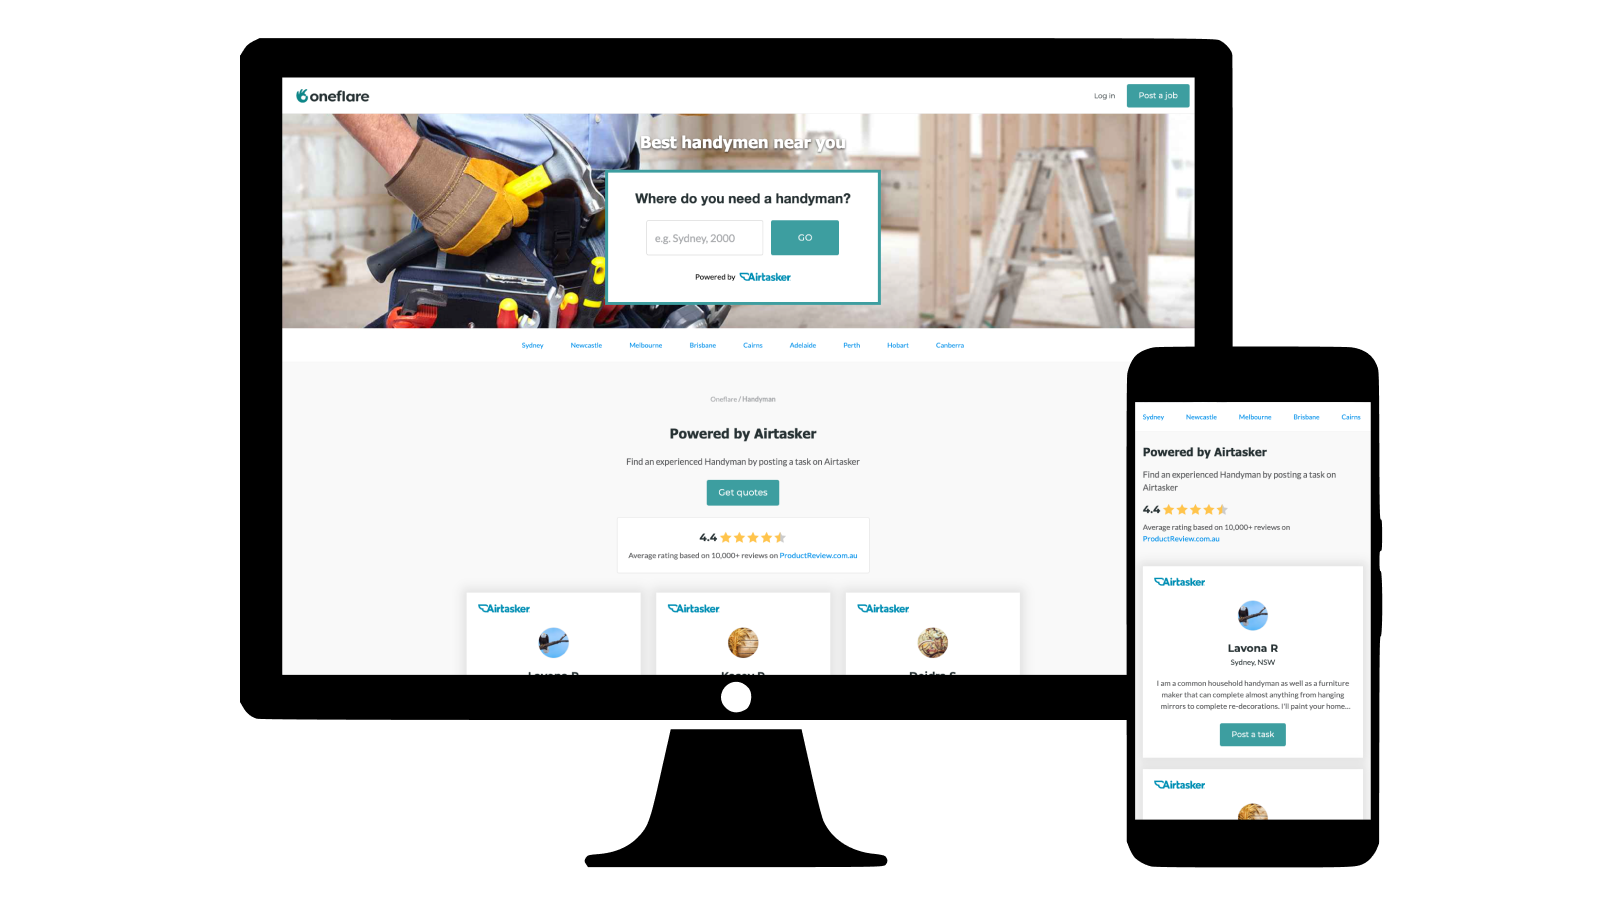 oneflare
Log in
Post a job
Best handymen near you
Where do you need a handyman?
e.g. Sydney, 2000
GO
Powered by Airtasker
Sydney Newcastle Melbourne Brisbane Cairns Adelaide Perth Hobart Canberra
Oneflare / Handyman
Powered by Airtasker
Find an experienced Handyman by posting a task on Airtasker
Get quotes
4.4
Average rating based on 10,000+ reviews on ProductReview.com.au
Airtasker
Airtasker
Airtasker
Sydney Newcastle Melbourne Brisbane Cairns
Powered by Airtasker
Find an experienced Handyman by posting a task on
Airtasker
4.4
Average rating based on 10,000+ reviews on
ProductReview.com.au
Airtasker
Lavona R
Sydney, NSW
I am a common household handyman as well as a furniture
maker that can complete almost anything from hanging
mirrors to complete re-decorations. I'll paint your home...
Post a task
Airtasker